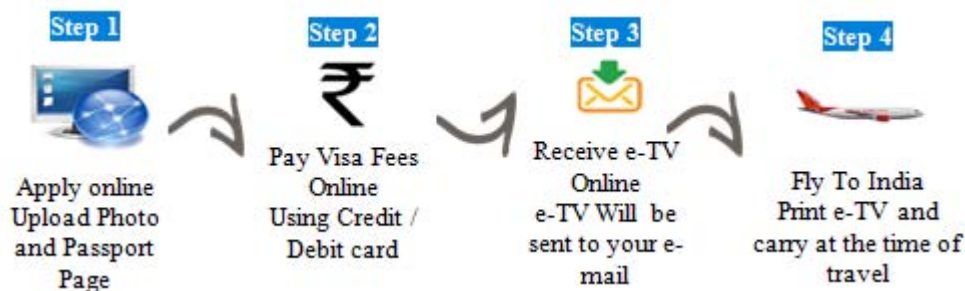 Step 1
Apply online
Upload Photo
and Passport
Page
Step 2
₹
Pay Visa Fees
Online
Using Credit /
Debit card
Step 3
Receive e-TV
Online
e-TV Will be
sent to your e-
mail
Step 4
Fly To India
Print e-TV and
carry at the time of
travel